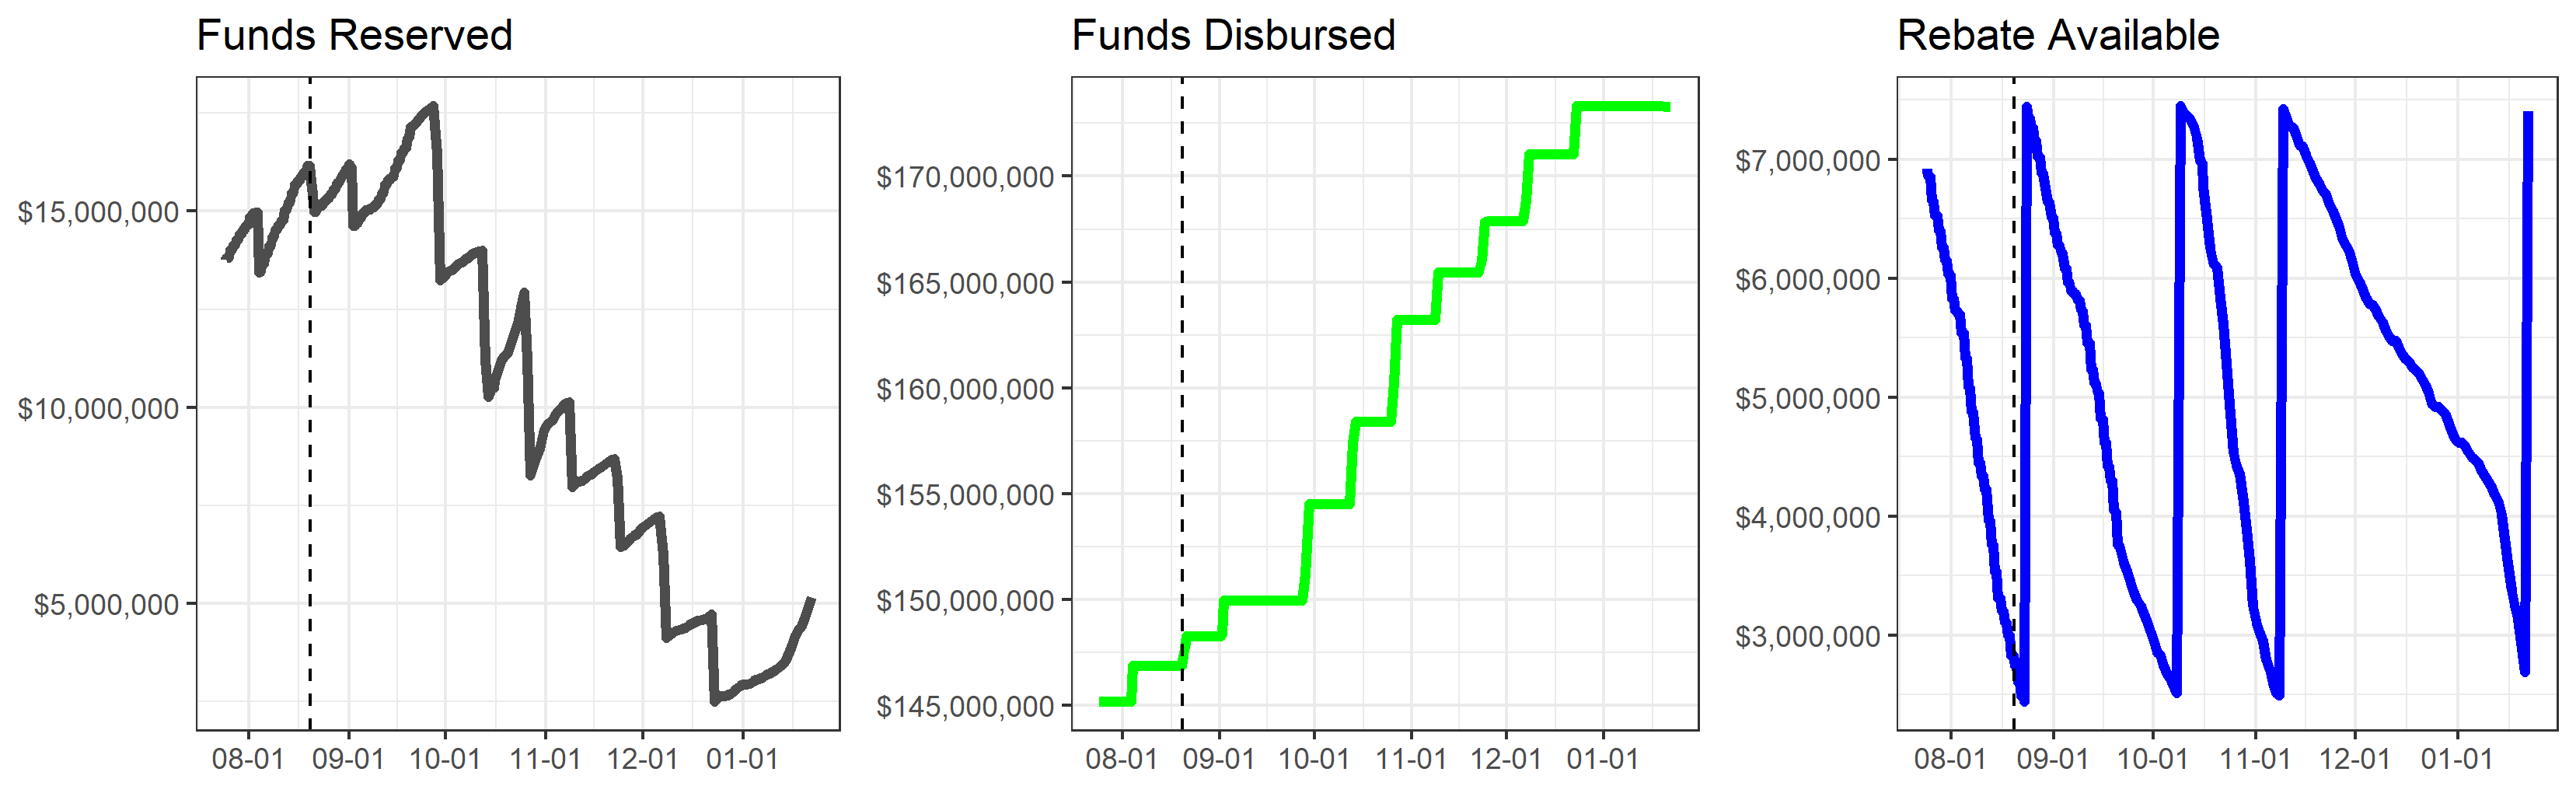 Funds Reserved
$15,000,000
$10,000,000
$5,000,000
08-01 09-01 10-01 11-01 12-01 01-01
Funds Disbursed
$170,000,000
$165,000,000
$160,000,000
$155,000,000
$150,000,000
$145,000,000
08-01 09-01 10-01 11-01 12-01 01-01
Rebate Available
$7,000,000
$6,000,000
$5,000,000
$4,000,000
$3,000,000
08-01 09-01 10-01 11-01 12-01 01-01